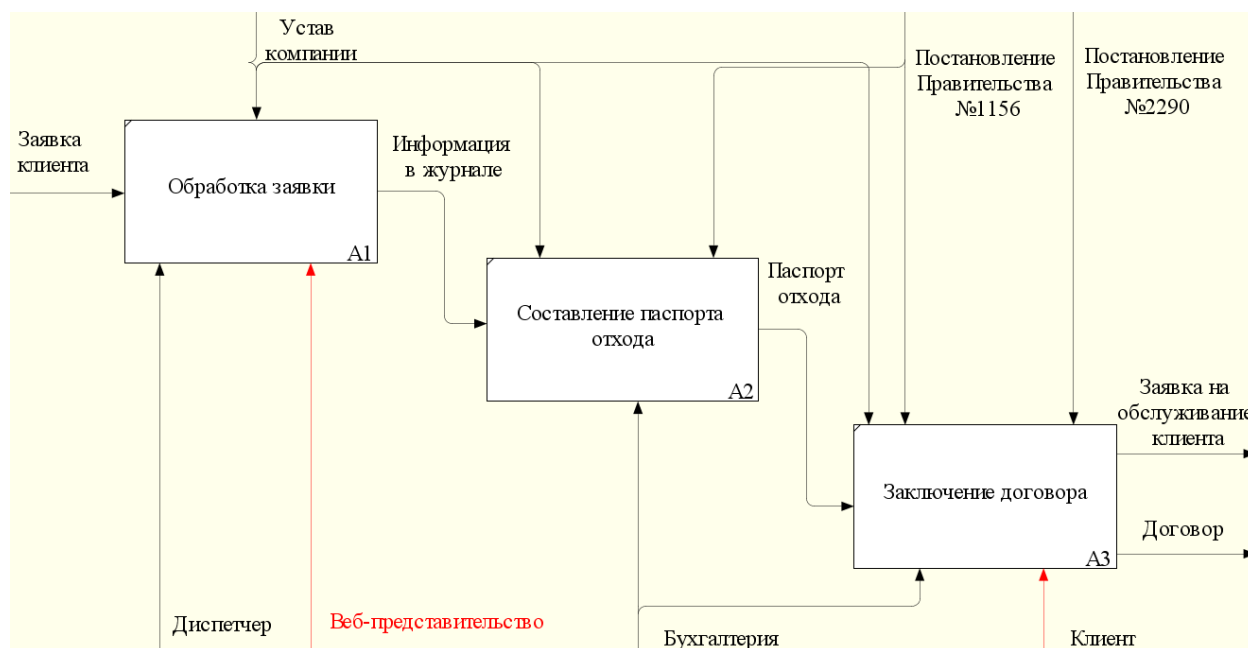 Устав
компании
Постановление
Правительства
№1156
Постановление
Правительства
№2290
Заявка
клиента
Обработка заявки
A1
Информация
в журнале
Составление паспорта
отхода
A2
Паспорт
отхода
Заключение договора
A3
Заявка на
обслуживание
клиента
Договор
Диспетчер
Веб-представительство
Бухгалтерия
Клиент